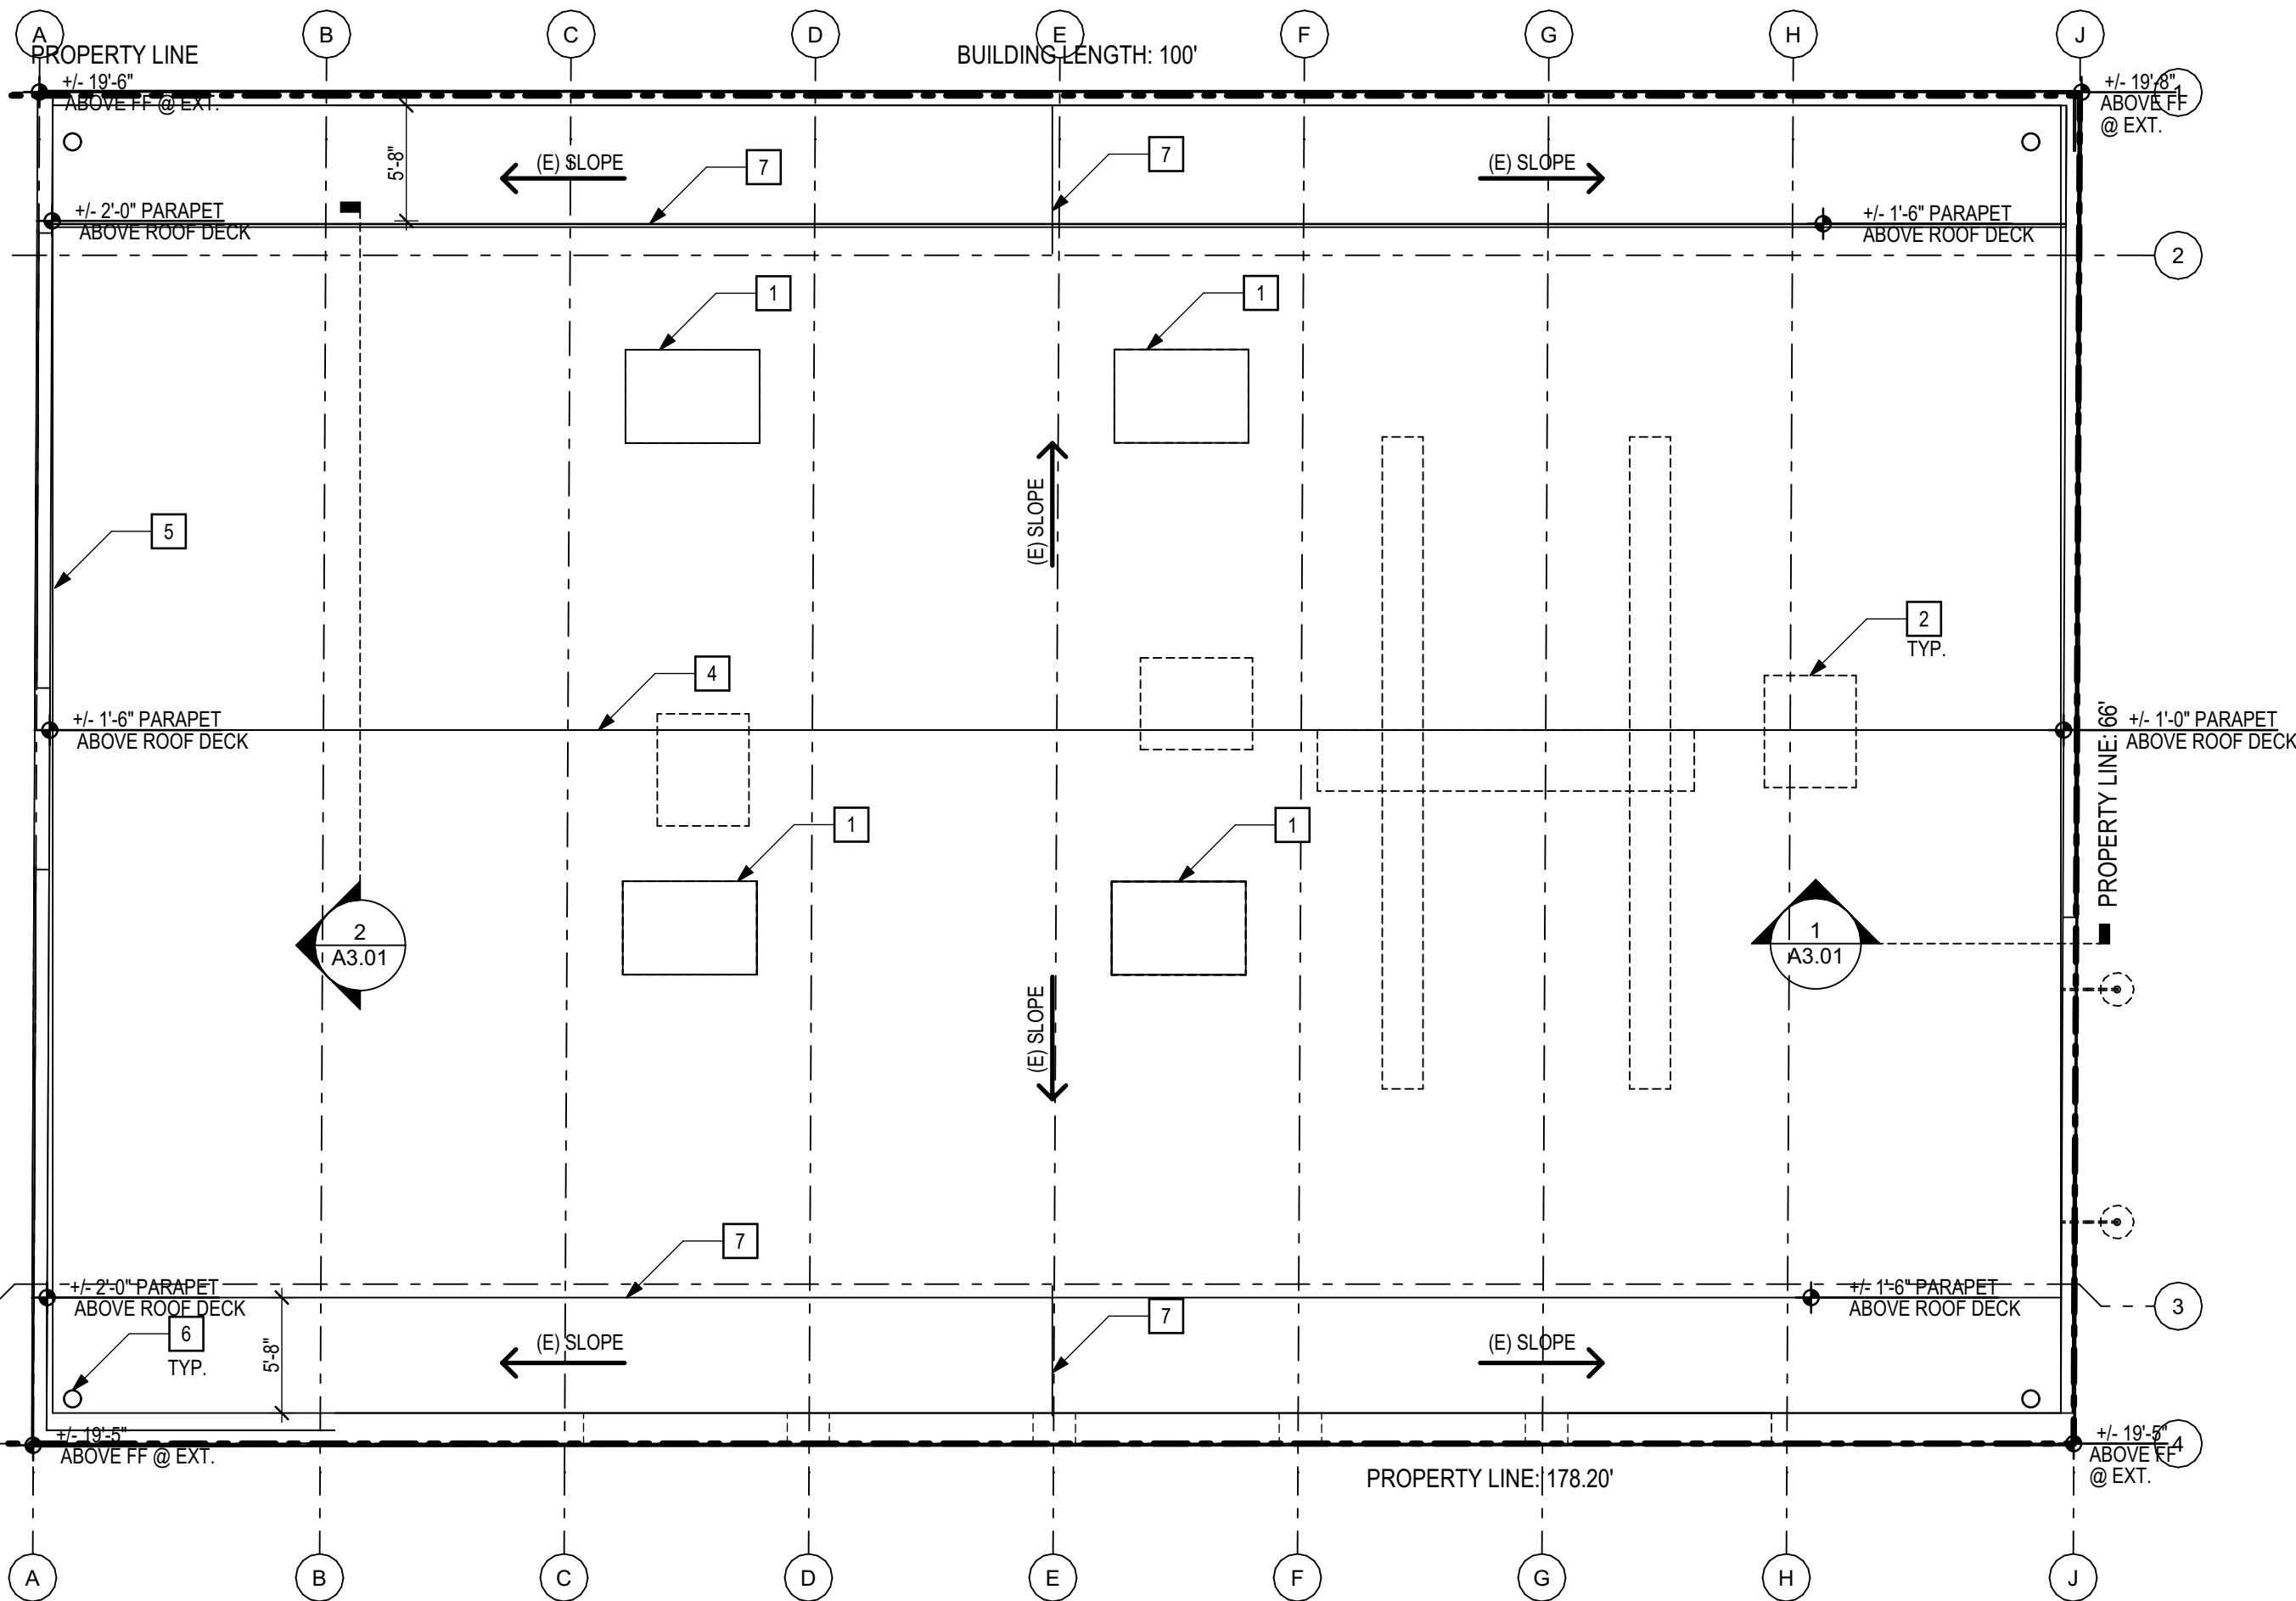 A B C D E F G H J
PROPERTY LINE
BUILDING LENGTH: 100'
+/- 19'-6"
ABOVE FF @ EXT.
+/- 19'-8"
ABOVE FF
@ EXT.
1
5'-8"
(E) SLOPE
7
7
(E) SLOPE
+/- 2'-0" PARAPET
ABOVE ROOF DECK
+/- 1'-6" PARAPET
ABOVE ROOF DECK
2
1
1
(E) SLOPE
5
2
TYP.
4
+/- 1'-6" PARAPET
ABOVE ROOF DECK
+/- 1'-0" PARAPET
ABOVE ROOF DECK
PROPERTY LINE: 66'
1
1
2
A3.01
1
A3.01
(E) SLOPE
7
+/- 2'-0" PARAPET
ABOVE ROOF DECK
+/- 1'-6" PARAPET
ABOVE ROOF DECK
3
6
TYP.
5'-8"
(E) SLOPE
7
(E) SLOPE
+/- 19'-5"
ABOVE FF @ EXT.
+/- 19'-5"
ABOVE FF
@ EXT.
4
PROPERTY LINE: 178.20'
A B C D E F G H J